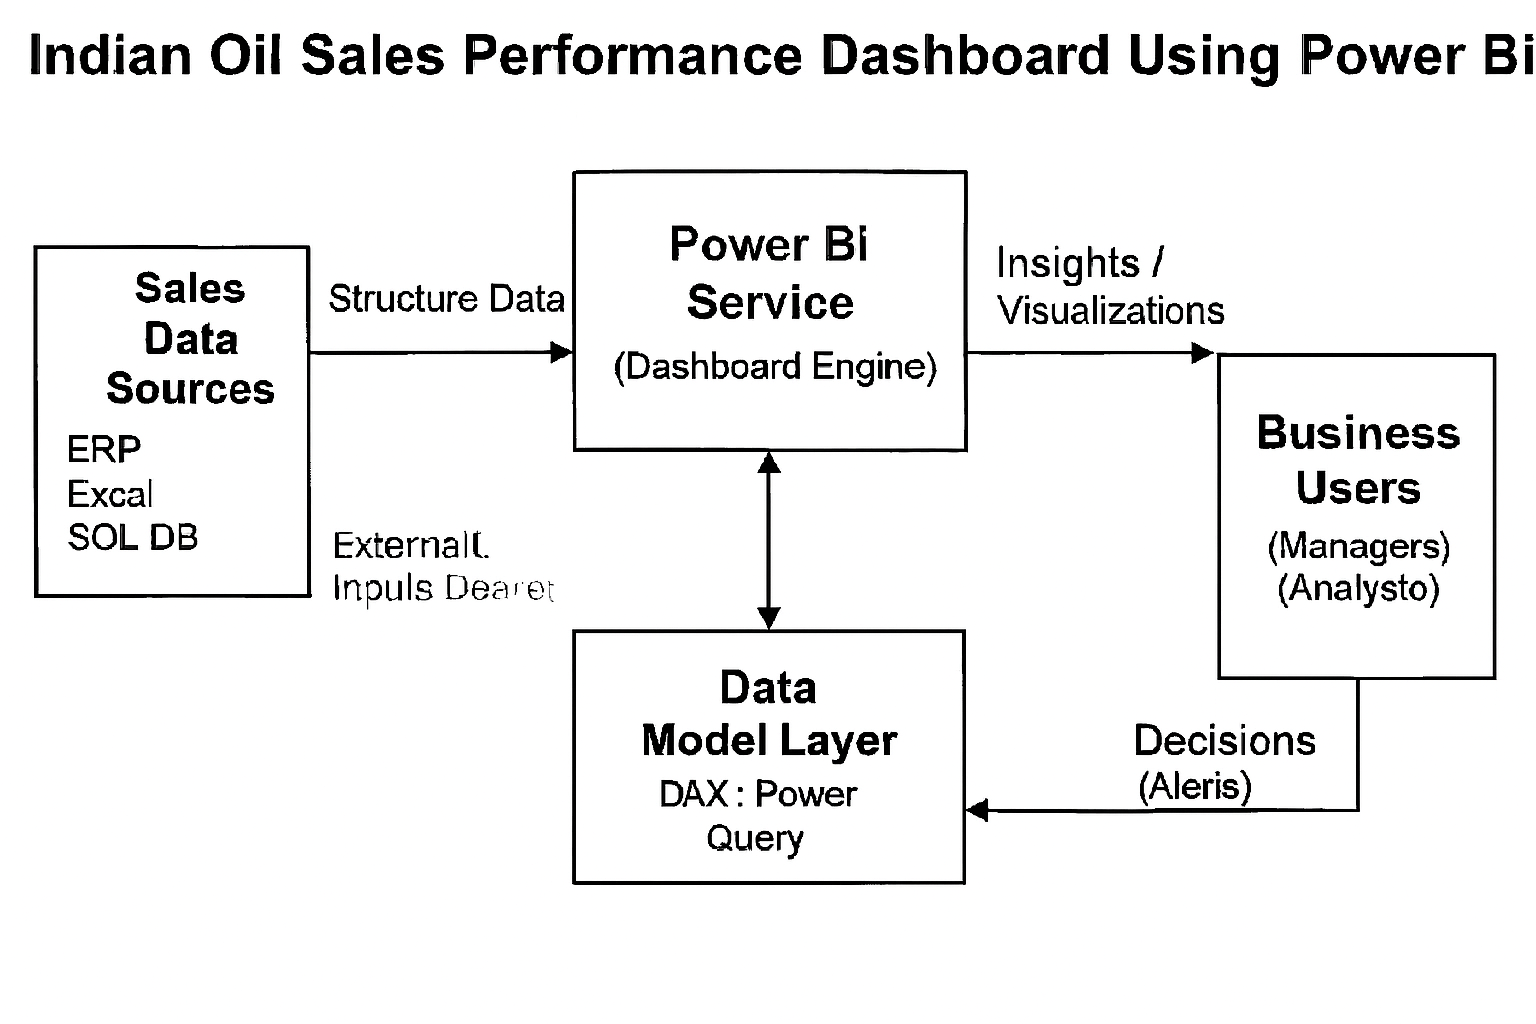 Indian Oil Sales Performance Dashboard Using Power Bi
Sales
Data
Sources
ERP
Excal
SOL DB
Structure Data
Externalt.
Inpuls
Power Bi
Service
(Dashboard Engine)
Insights /
Visualizations
Business
Users
(Managers)
(Analysto)
Data
Model Layer
DAX : Power
Query
Decisions
(Aleris)